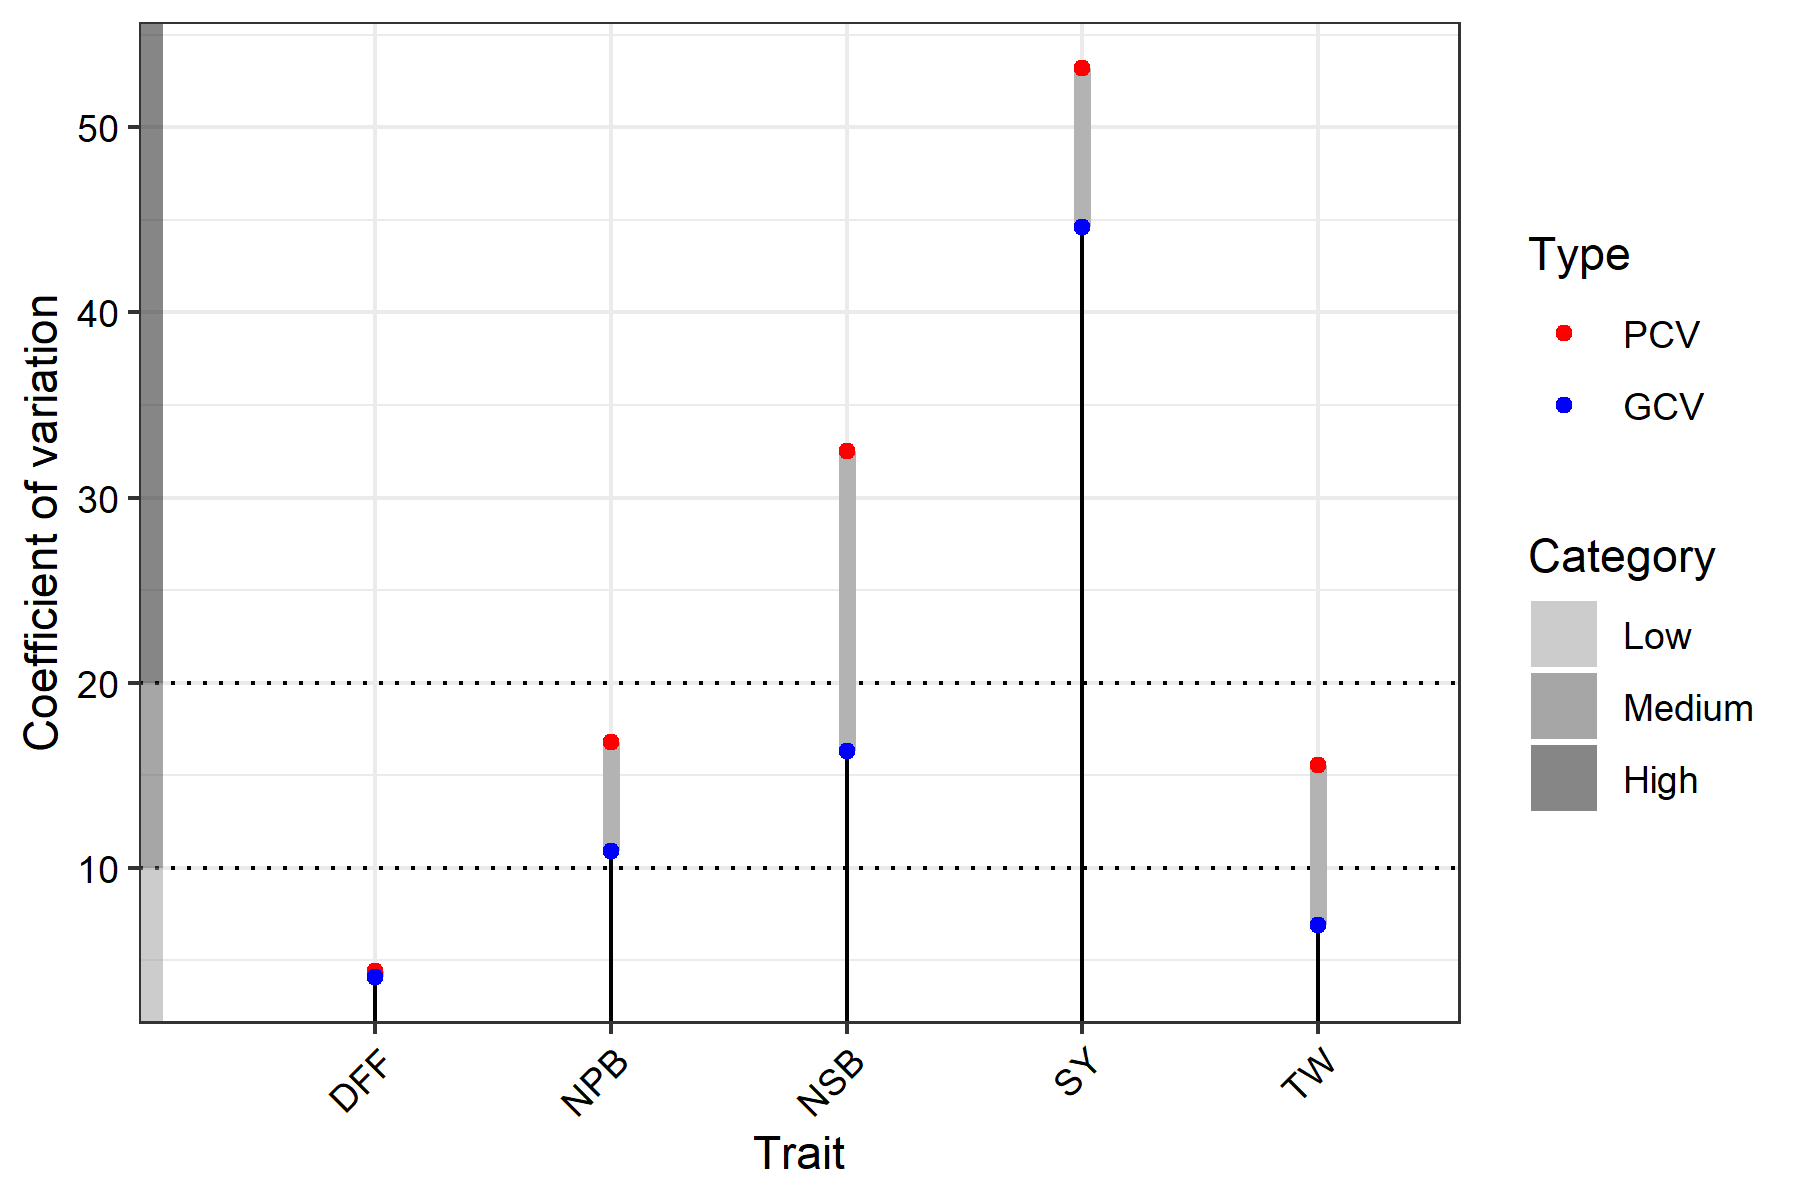 Coefficient of variation
50
40
30
20
10
DFF
NPB
NSB
SY
TW
Trait
Type
PCV
GCV
Category
Low
Medium
High